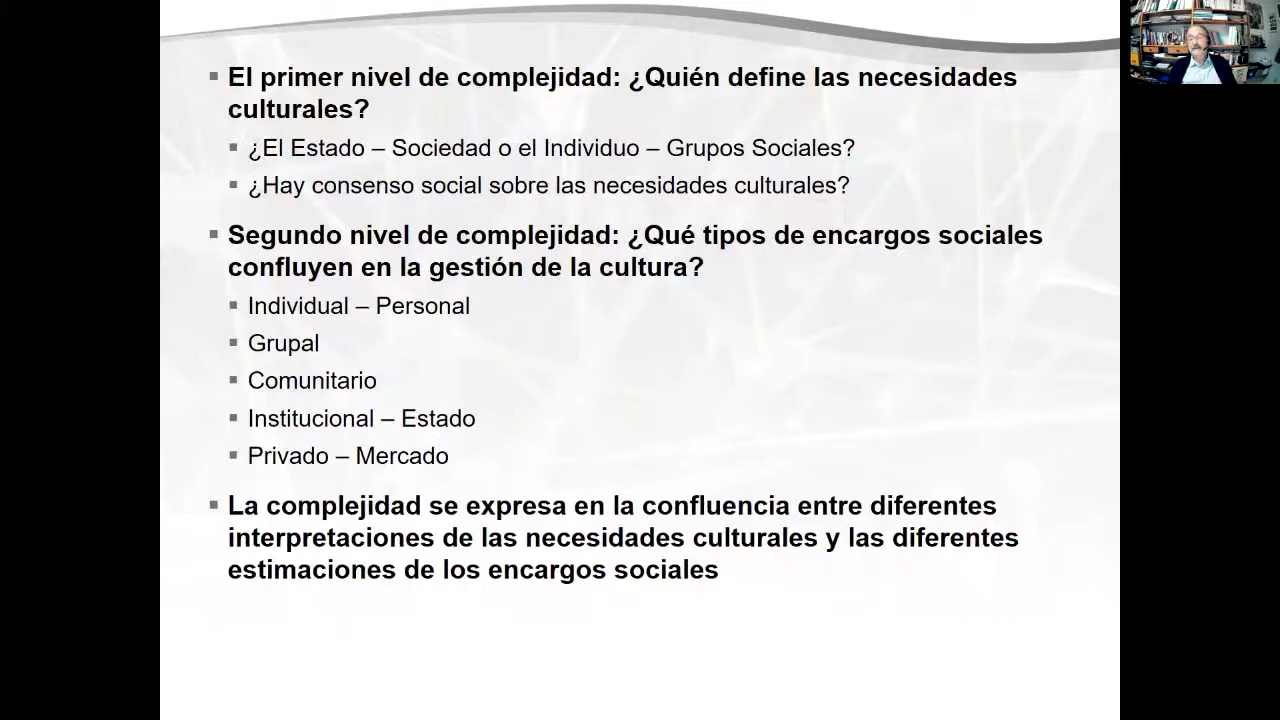 El primer nivel de complejidad: ¿Quién define las necesidades
culturales?
¿El Estado – Sociedad o el Individuo – Grupos Sociales?
¿Hay consenso social sobre las necesidades culturales?
Segundo nivel de complejidad: ¿Qué tipos de encargos sociales
confluyen en la gestión de la cultura?
Individual – Personal
Grupal
Comunitario
Institucional – Estado
Privado – Mercado
La complejidad se expresa en la confluencia entre diferentes
interpretaciones de las necesidades culturales y las diferentes
estimaciones de los encargos sociales